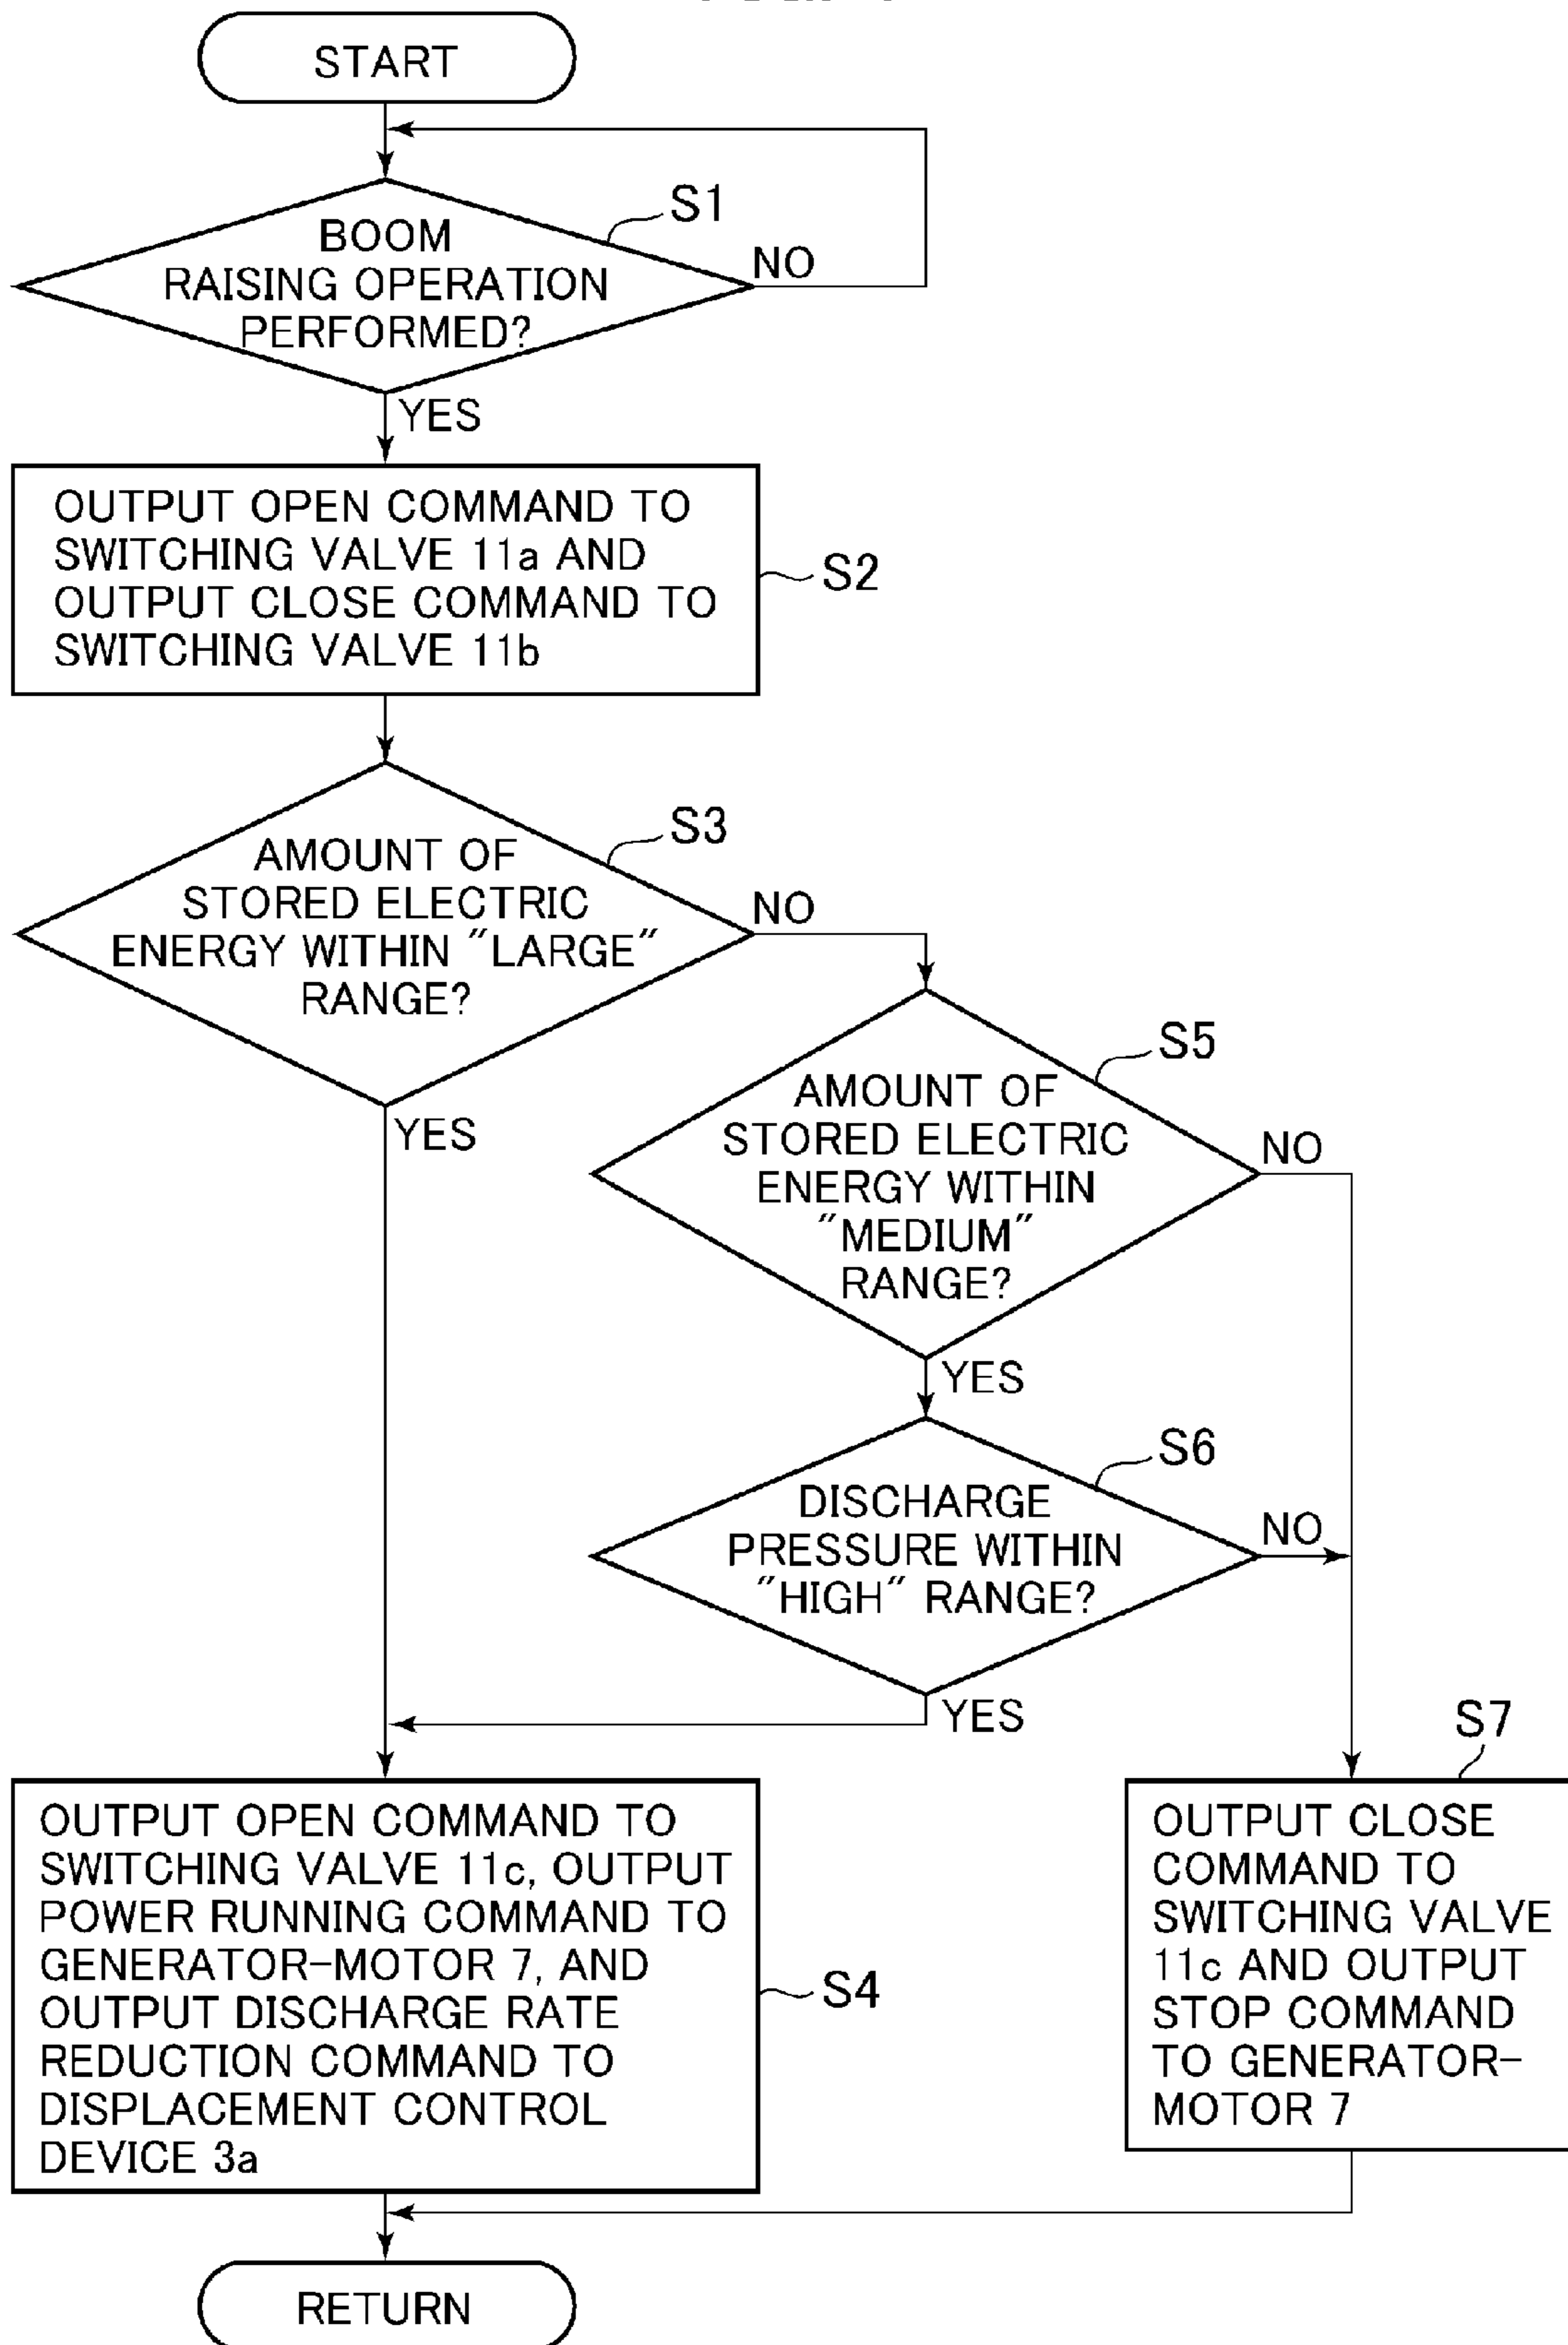 START
S1
BOOM
RAISING OPERATION
PERFORMED?
NO
YES
OUTPUT OPEN COMMAND TO
SWITCHING VALVE 11a AND
OUTPUT CLOSE COMMAND TO
SWITCHING VALVE 11b
S2
S3
AMOUNT OF
STORED ELECTRIC
ENERGY WITHIN "LARGE"
RANGE?
NO
YES
S5
AMOUNT OF
STORED ELECTRIC
ENERGY WITHIN
"MEDIUM"
RANGE?
NO
YES
S6
DISCHARGE
PRESSURE WITHIN
"HIGH" RANGE?
NO
YES
OUTPUT OPEN COMMAND TO
SWITCHING VALVE 11c, OUTPUT
POWER RUNNING COMMAND TO
GENERATOR-MOTOR 7, AND
OUTPUT DISCHARGE RATE
REDUCTION COMMAND TO
DISPLACEMENT CONTROL
DEVICE 3a
S4
S7
OUTPUT CLOSE
COMMAND TO
SWITCHING VALVE
11c AND OUTPUT
STOP COMMAND
TO GENERATOR-
MOTOR 7
RETURN